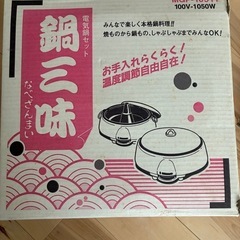 100V-1050W
電気鍋セット
鍋三昧
なべざんまい
みんなで楽しく本格鍋料理!!
焼ものから鍋もの、しゃぶしゃぶまでみんなOK!
お手入れらくらく!
温度調節自由自在!